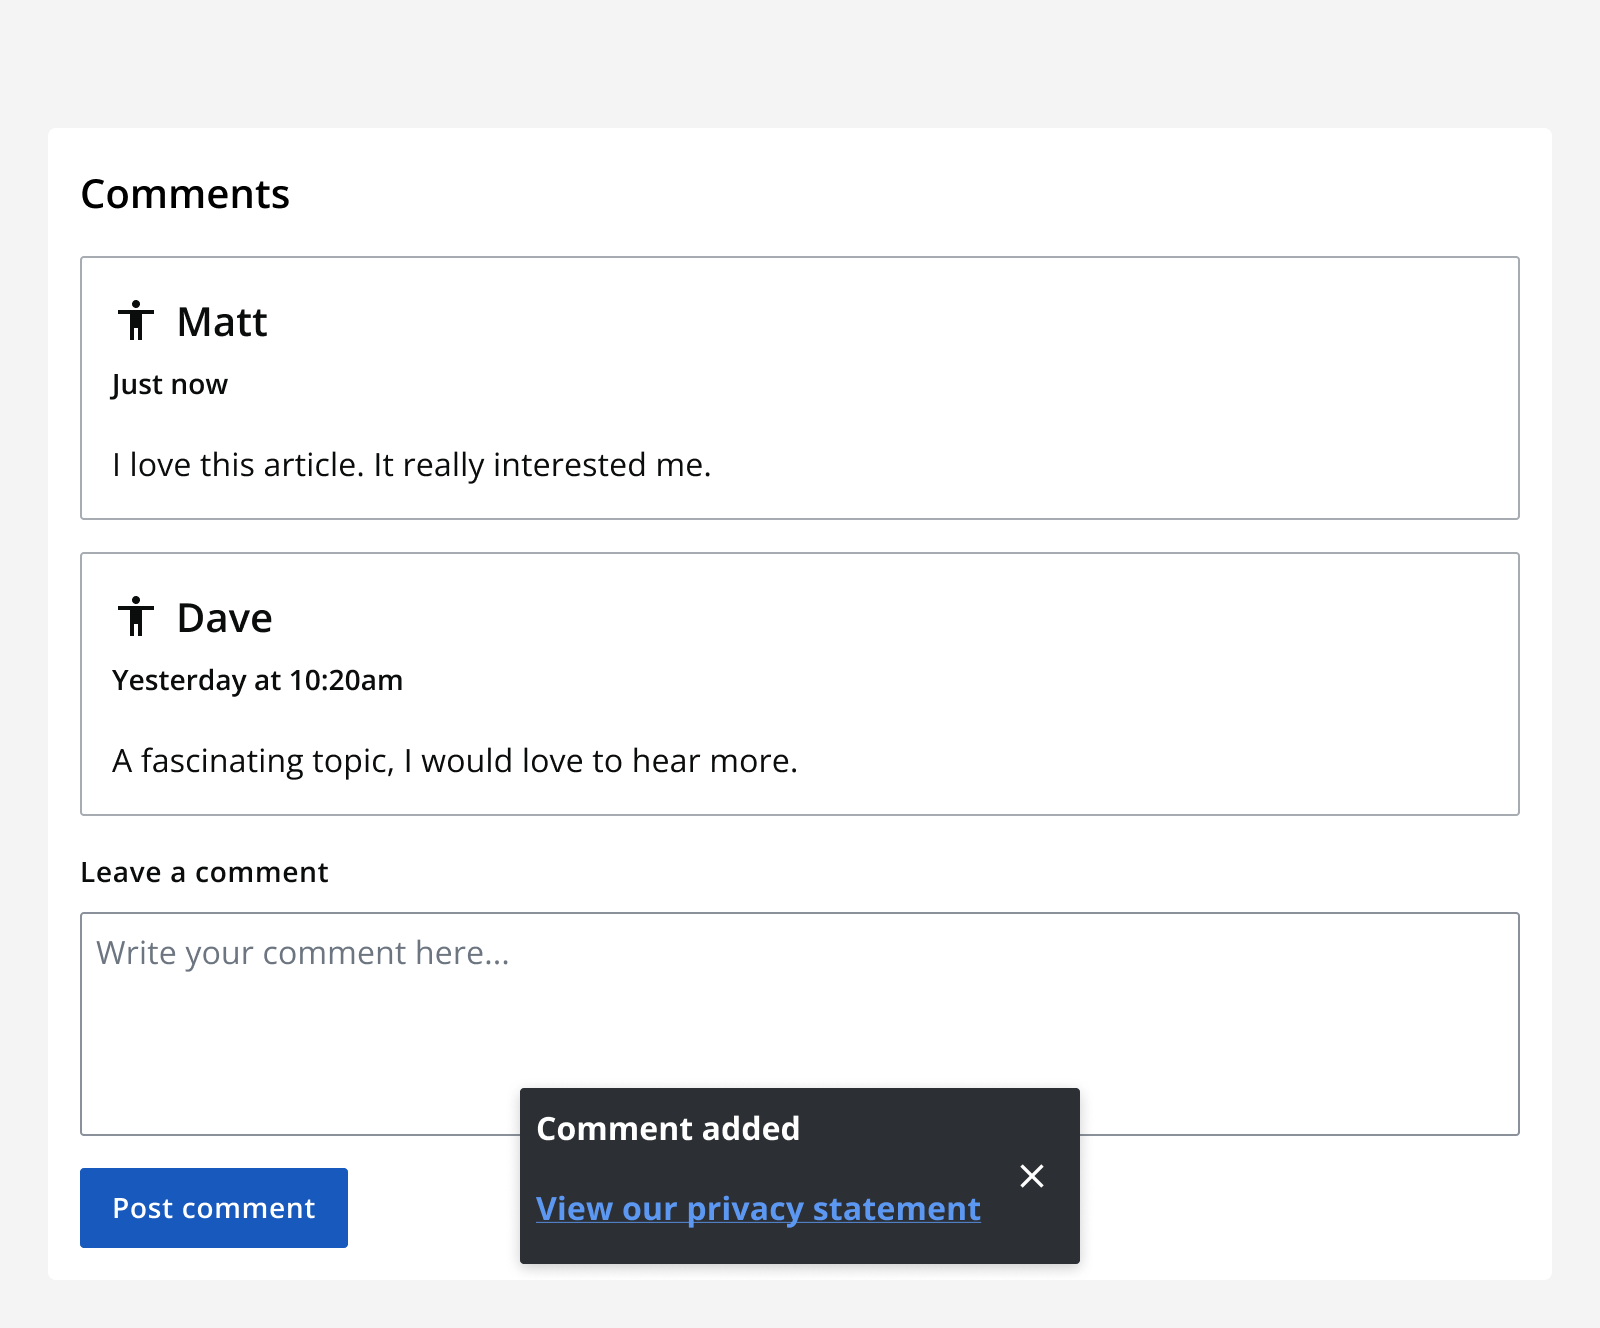 Comments
Matt
Just now
I love this article. It really interested me.
Dave
Yesterday at 10:20am
A fascinating topic, I would love to hear more.
Leave a comment
Write your comment here...
Comment added
View our privacy statement
Post comment